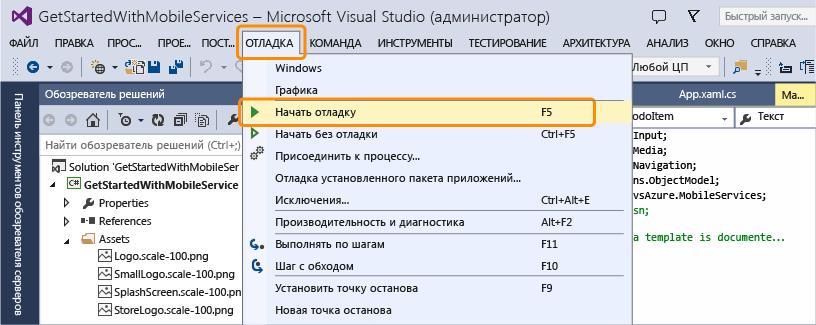 GetStartedWithMobileServices – Microsoft Visual Studio (администратор)
Быстрый запуск...
ФАЙЛ ПРАВКА ПРОС... ПРОЕ... ПОСТ... ОТЛАДКА КОМАНДА ИНСТРУМЕНТЫ ТЕСТИРОВАНИЕ АРХИТЕКТУРА АНАЛИЗ ОКНО СПРАВКА
Любой ЦП
Панель инструментов обозревателя серверов
Обозреватель решений
Найти обозреватель решений (Ctrl+;)
Solution 'GetStartedWithMobileSer
GetStartedWithMobileService
Properties
References
Assets
Logo.scale-100.png
SmallLogo.scale-100.png
SplashScreen.scale-100.pn
StoreLogo.scale-100.png
Windows
Графика
Начать отладку F5
Начать без отладки Ctrl+F5
Присоединить к процессу...
Отладка установленного пакета приложений...
Исключения... Ctrl+Alt+E
Производительность и диагностика Alt+F2
Выполнять по шагам F11
Шаг с обходом F10
Установить точку останова F9
Новая точка останова
App.xaml.cs Ma...
odoItem Текст
Input;
Media;
Navigation;
ns.ObjectModel;
wsAzure.MobileServices;
sn;
a template is documente...